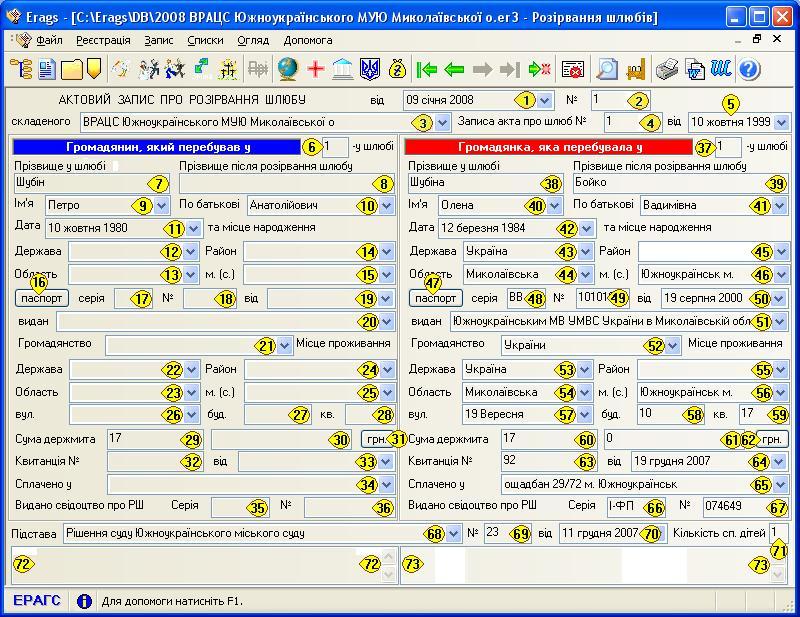 Erags - [C:\Erags\DB\2008 ВРАЦС Южноукраїнського МУЮ Миколаївської о.er3 - Розірвання шлюбів]
Файл Реєстрація Запис Списки Огляд Допомога
АКТОВИЙ ЗАПИС ПРО РОЗІРВАННЯ ШЛЮБУ від 09 січня 2008 1 № 1 2 5
складеного ВРАЦС Южноукраїнського МУЮ Миколаївської о 3 Записа акта про шлюб № 1 4 від 10 жовтня 1999
Громадянин, який перебував у 6 1 -у шлюбі Громадянка, яка перебувала у 37 1 -у шлюбі
Прізвище у шлюбі Прізвище після розірвання шлюбу Прізвище у шлюбі Прізвище після розірвання шлюбу
Шубін 7 8 Шубіна 38 Бойко 39
Ім'я Петро 9 По батькові Анатолійович 10 Ім'я Олена 40 По батькові Вадимівна 41
Дата 10 жовтня 1980 11 та місце народження Дата 12 березня 1984 42 та місце народження
Держава 12 Район 14 Держава Україна 43 Район 45
Область 13 м. (с.) 15 Область Миколаївська 44 м. (с.) Южноукраїнськ м. 46
16 47
паспорт серія 17 № 18 від 19 паспорт серія ВВ 48 № 10101 49 від 19 серпня 2000 50
видан 20 видан Южноукраїнським МВ УМВС України в Миколаївській обл 51
Громадянство 21 Місце проживання Громадянство України 52 Місце проживання
Держава 22 Район 24 Держава Україна 53 Район 55
Область 23 м. (с.) 25 Область Миколаївська 54 м. (с.) Южноукраїнськ м. 56
вул. 26 буд. 27 кв. 28 вул. 19 Вересня 57 буд. 10 58 кв. 17 59
Сума держмита 17 29 30 грн. 31 Сума держмита 17 60 0 61 62 грн.
Квитанція № 32 від 33 Квитанція № 92 63 від 19 грудня 2007 64
Сплачено у 34 Сплачено у ощадбан 29/72 м. Южноукраїнськ 65
Видано свідоцтво про РШ Серія 35 № 36 Видано свідоцтво про РШ Серія І-ФП 66 № 074649 67
Підстава Рішення суду Южноукраїнського міського суду 68 № 23 69 від 11 грудня 2007 70 Кількість сп. дітей 1
71
72 72 73 73
ЕРАГС Для допомоги натисніть F1.